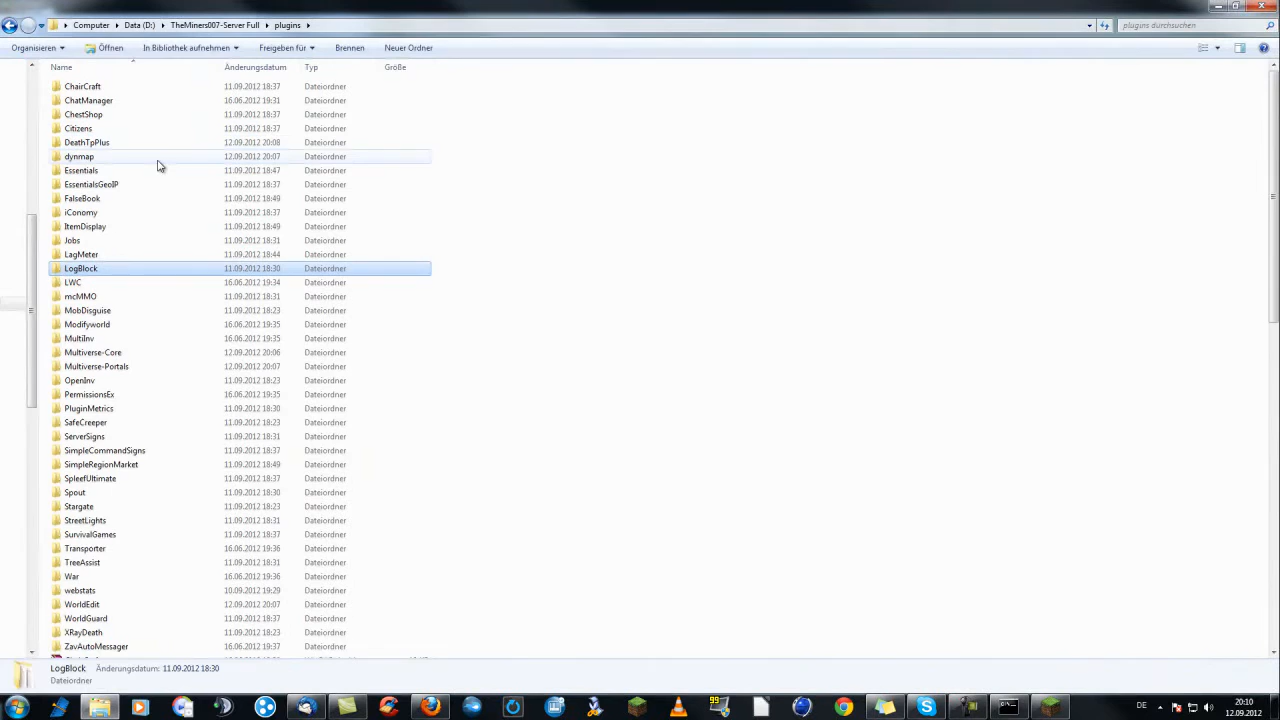 Computer ▸ Data (D:) ▸ TheMiners007-Server Full ▸ plugins ▸
plugins durchsuchen
Organisieren Öffnen In Bibliothek aufnehmen Freigeben für Brennen Neuer Ordner
Name Änderungsdatum Typ Größe
ChairCraft 11.09.2012 18:37 Dateiordner
ChatManager 16.06.2012 19:31 Dateiordner
ChestShop 11.09.2012 18:37 Dateiordner
Citizens 11.09.2012 18:37 Dateiordner
DeathTpPlus 12.09.2012 20:08 Dateiordner
dynmap 12.09.2012 20:07 Dateiordner
Essentials 11.09.2012 18:47 Dateiordner
EssentialsGeoIP 11.09.2012 18:37 Dateiordner
FalseBook 11.09.2012 18:49 Dateiordner
iConomy 11.09.2012 18:37 Dateiordner
ItemDisplay 11.09.2012 18:49 Dateiordner
Jobs 11.09.2012 18:31 Dateiordner
LagMeter 11.09.2012 18:44 Dateiordner
LogBlock 11.09.2012 18:30 Dateiordner
LWC 16.06.2012 19:34 Dateiordner
mcMMO 11.09.2012 18:31 Dateiordner
MobDisguise 11.09.2012 18:23 Dateiordner
Modifyworld 16.06.2012 19:35 Dateiordner
MultiInv 16.06.2012 19:35 Dateiordner
Multiverse-Core 12.09.2012 20:06 Dateiordner
Multiverse-Portals 12.09.2012 20:07 Dateiordner
OpenInv 11.09.2012 18:23 Dateiordner
PermissionsEx 16.06.2012 19:35 Dateiordner
PluginMetrics 11.09.2012 18:30 Dateiordner
SafeCreeper 11.09.2012 18:23 Dateiordner
ServerSigns 11.09.2012 18:31 Dateiordner
SimpleCommandSigns 11.09.2012 18:37 Dateiordner
SimpleRegionMarket 11.09.2012 18:49 Dateiordner
SpleefUltimate 11.09.2012 18:37 Dateiordner
Spout 11.09.2012 18:30 Dateiordner
Stargate 11.09.2012 18:23 Dateiordner
StreetLights 11.09.2012 18:31 Dateiordner
SurvivalGames 11.09.2012 18:37 Dateiordner
Transporter 16.06.2012 19:36 Dateiordner
TreeAssist 11.09.2012 18:31 Dateiordner
War 16.06.2012 19:36 Dateiordner
webstats 10.09.2012 19:29 Dateiordner
WorldEdit 12.09.2012 20:07 Dateiordner
WorldGuard 11.09.2012 18:37 Dateiordner
XRayDeath 11.09.2012 18:23 Dateiordner
ZavAutoMessager 16.06.2012 19:37 Dateiordner
LogBlock Änderungsdatum: 11.09.2012 18:30
Dateiordner
99
DE
20:10
12.09.2012